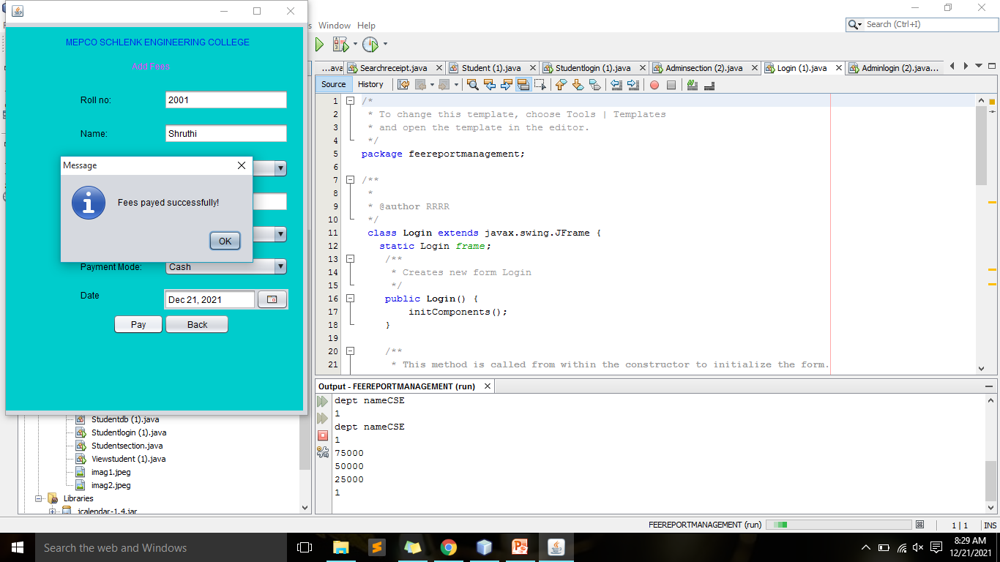 MEPCO SCHLENK ENGINEERING COLLEGE
Add Fees
Roll no:
2001
Name:
Shruthi
Message
Fees payed successfully!
OK
Payment Mode:
Cash
Date
Dec 21, 2021
Pay
Back
Window Help
Search (Ctrl+I)
...ava
Searchreceipt.java
Student (1).java
Studentlogin (1).java
Adminsection (2).java
Login (1).java
Adminlogin (2).java...
Source
History
1 /*
2 * To change this template, choose Tools | Templates
3 * and open the template in the editor.
4 */
5 package feereportmanagement;
6
7 /**
8 *
9 * @author RRRR
10 */
11 class Login extends javax.swing.JFrame {
12 static Login frame;
13 /**
14 * Creates new form Login
15 */
16 public Login() {
17 initComponents();
18 }
19
20 /**
21 * This method is called from within the constructor to initialize the form.
Output - FEEREPORTMANAGEMENT (run)
dept nameCSE
1
dept nameCSE
1
75000
50000
25000
1
Studentdb (1).java
Studentlogin (1).java
Studentsection.java
Viewstudent (1).java
imag1.jpeg
imag2.jpeg
Libraries
jcalendar-1.4.jar
FEEREPORTMANAGEMENT (run)
1 | 1
INS
Search the web and Windows
8:29 AM
12/21/2021